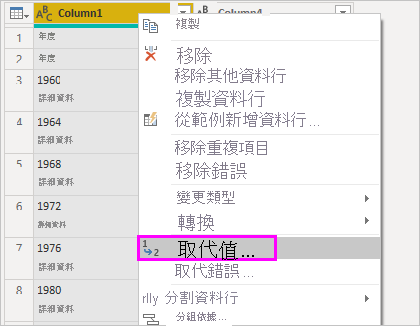 Column1
1
年度
2
年度
3
1960
詳細資料
4
1964
詳細資料
5
1968
詳細資料
6
1972
詳細資料
7
1976
詳細資料
8
1980
詳細資料
複製
移除
移除其他資料行
複製資料行
從範例新增資料行...
移除重複項目
移除錯誤
變更類型
轉換
取代值...
取代錯誤...
rlly 分割資料行
分組依據...